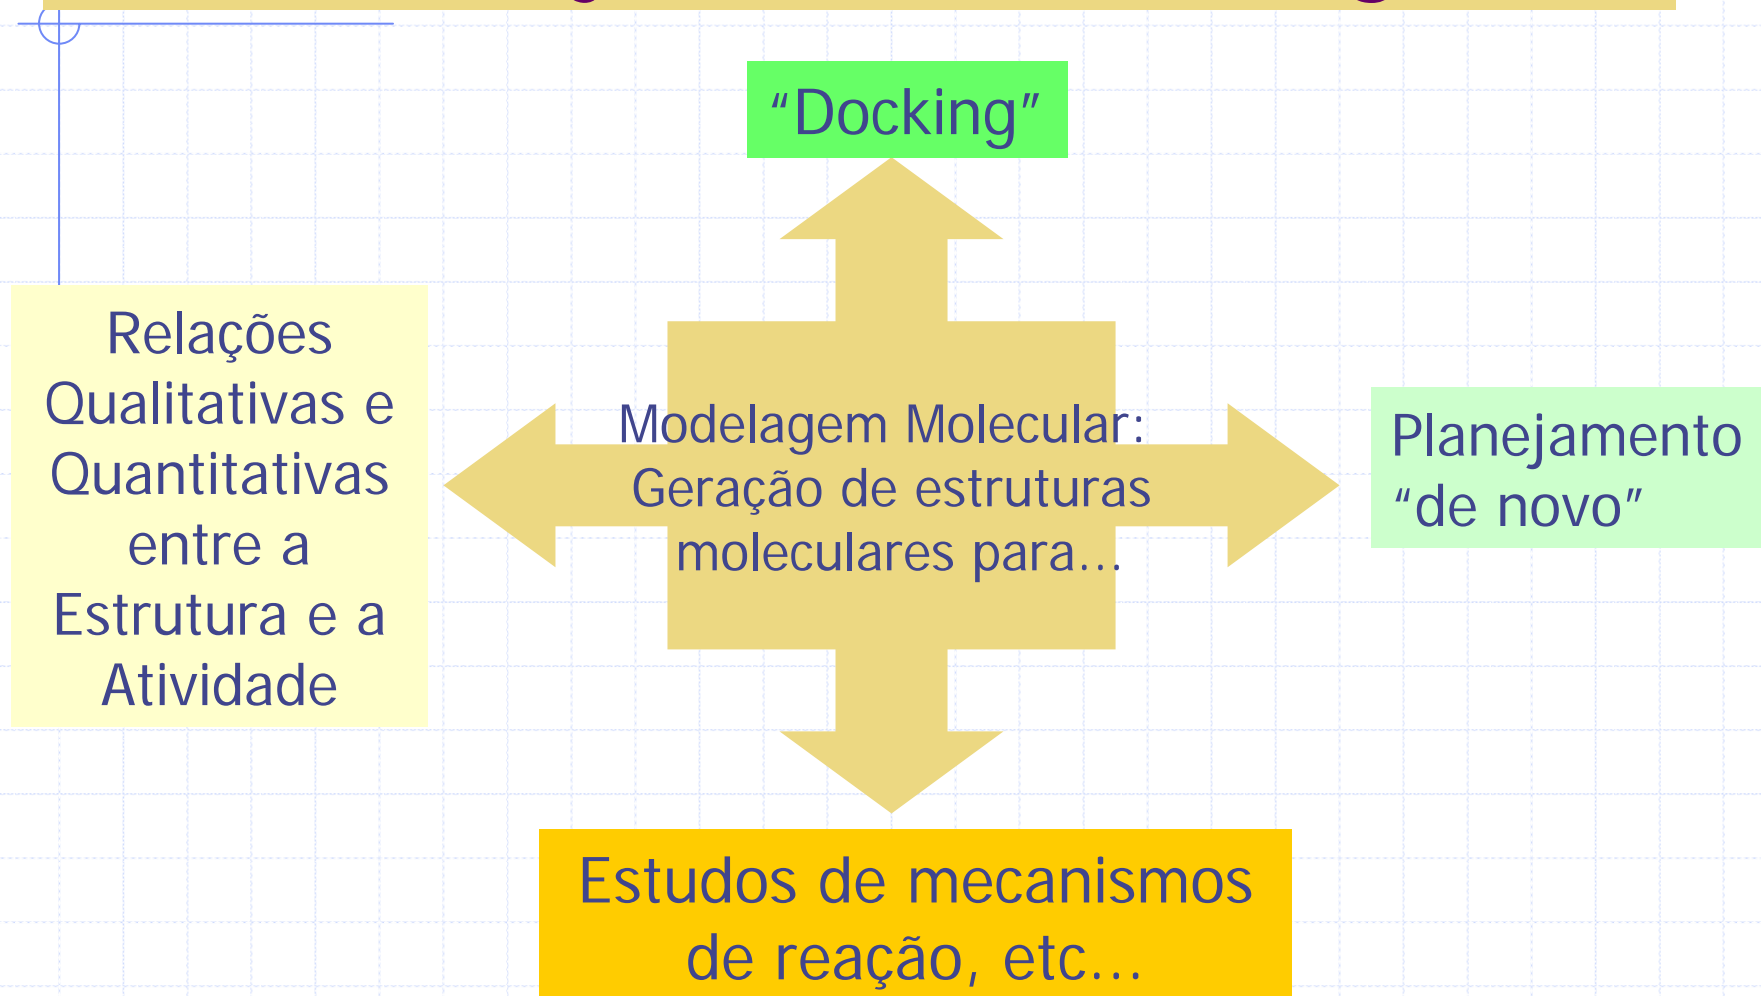 “Docking”
Relações
Qualitativas e
Quantitativas
entre a
Estrutura e a
Atividade
Modelagem Molecular:
Geração de estruturas
moleculares para...
Planejamento
“de novo”
Estudos de mecanismos
de reação, etc...